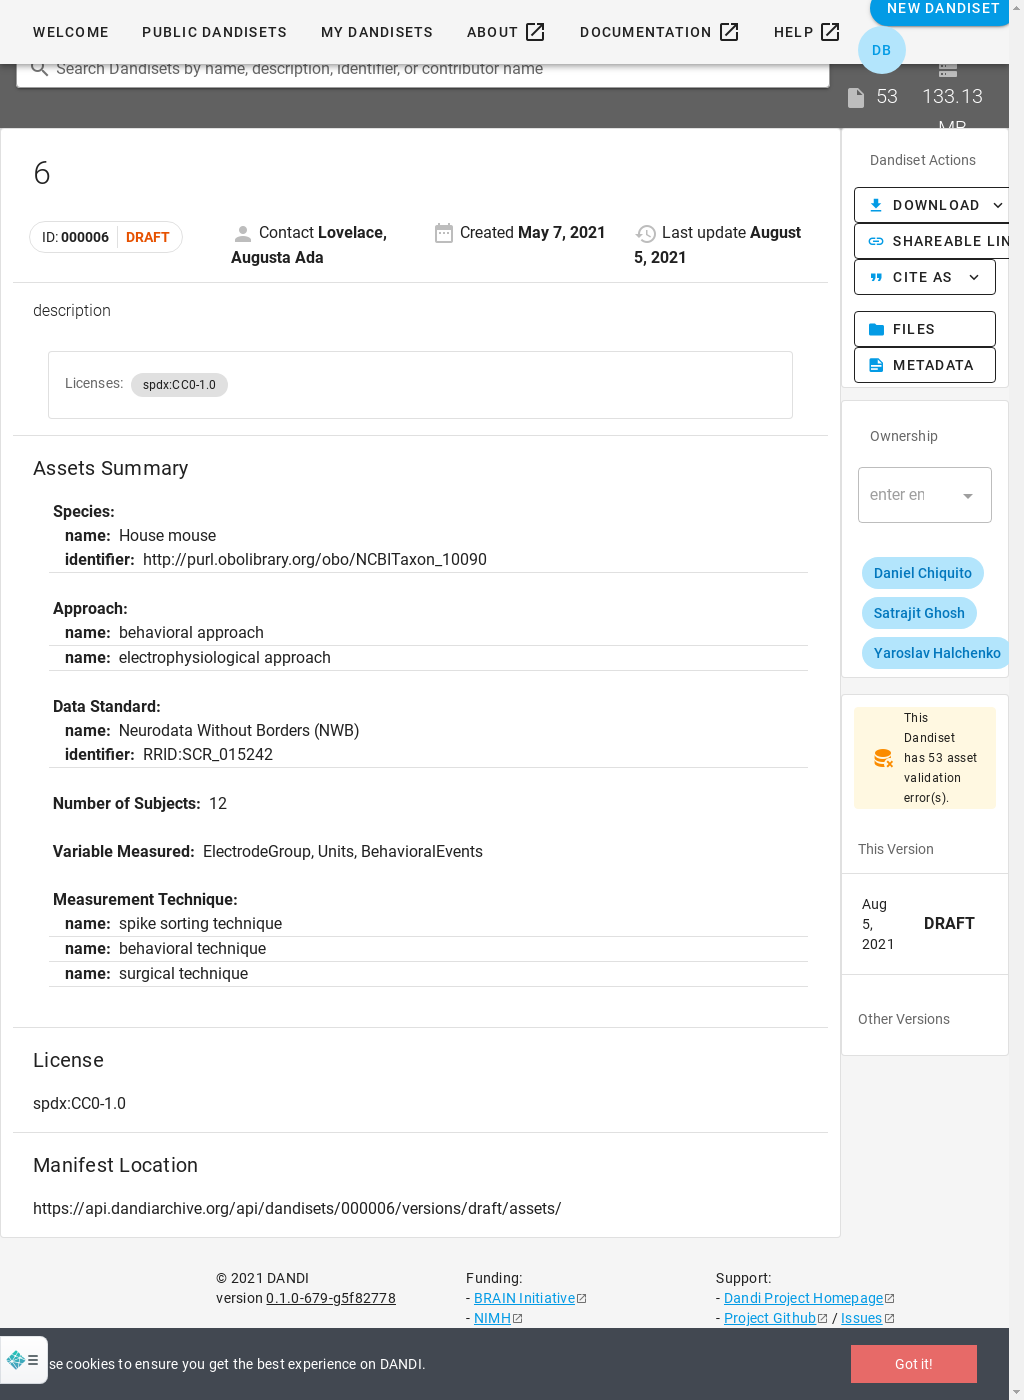 WELCOME
PUBLIC DANDISETS
MY DANDISETS
ABOUT
DOCUMENTATION
HELP
NEW DANDISET
DB
Search Dandisets by name, description, identifier, or contributor name
53
133.13
MB
6
ID: 000006 DRAFT
Contact Lovelace,
Augusta Ada
Created May 7, 2021
Last update August
5, 2021
description
Licenses: spdx:CC0-1.0
Assets Summary
Species:
name: House mouse
identifier: http://purl.obolibrary.org/obo/NCBITaxon_10090
Approach:
name: behavioral approach
name: electrophysiological approach
Data Standard:
name: Neurodata Without Borders (NWB)
identifier: RRID:SCR_015242
Number of Subjects: 12
Variable Measured: ElectrodeGroup, Units, BehavioralEvents
Measurement Technique:
name: spike sorting technique
name: behavioral technique
name: surgical technique
License
spdx:CC0-1.0
Manifest Location
https://api.dandiarchive.org/api/dandisets/000006/versions/draft/assets/
Dandiset Actions
DOWNLOAD
SHAREABLE LIN
CITE AS
FILES
METADATA
Ownership
enter en
Daniel Chiquito
Satrajit Ghosh
Yaroslav Halchenko
This
Dandiset
has 53 asset
validation
error(s).
This Version
Aug
5,
2021
DRAFT
Other Versions
© 2021 DANDI
version 0.1.0-679-g5f82778
Funding:
- BRAIN Initiative
- NIMH
Support:
- Dandi Project Homepage
- Project Github / Issues
se cookies to ensure you get the best experience on DANDI.
Got it!